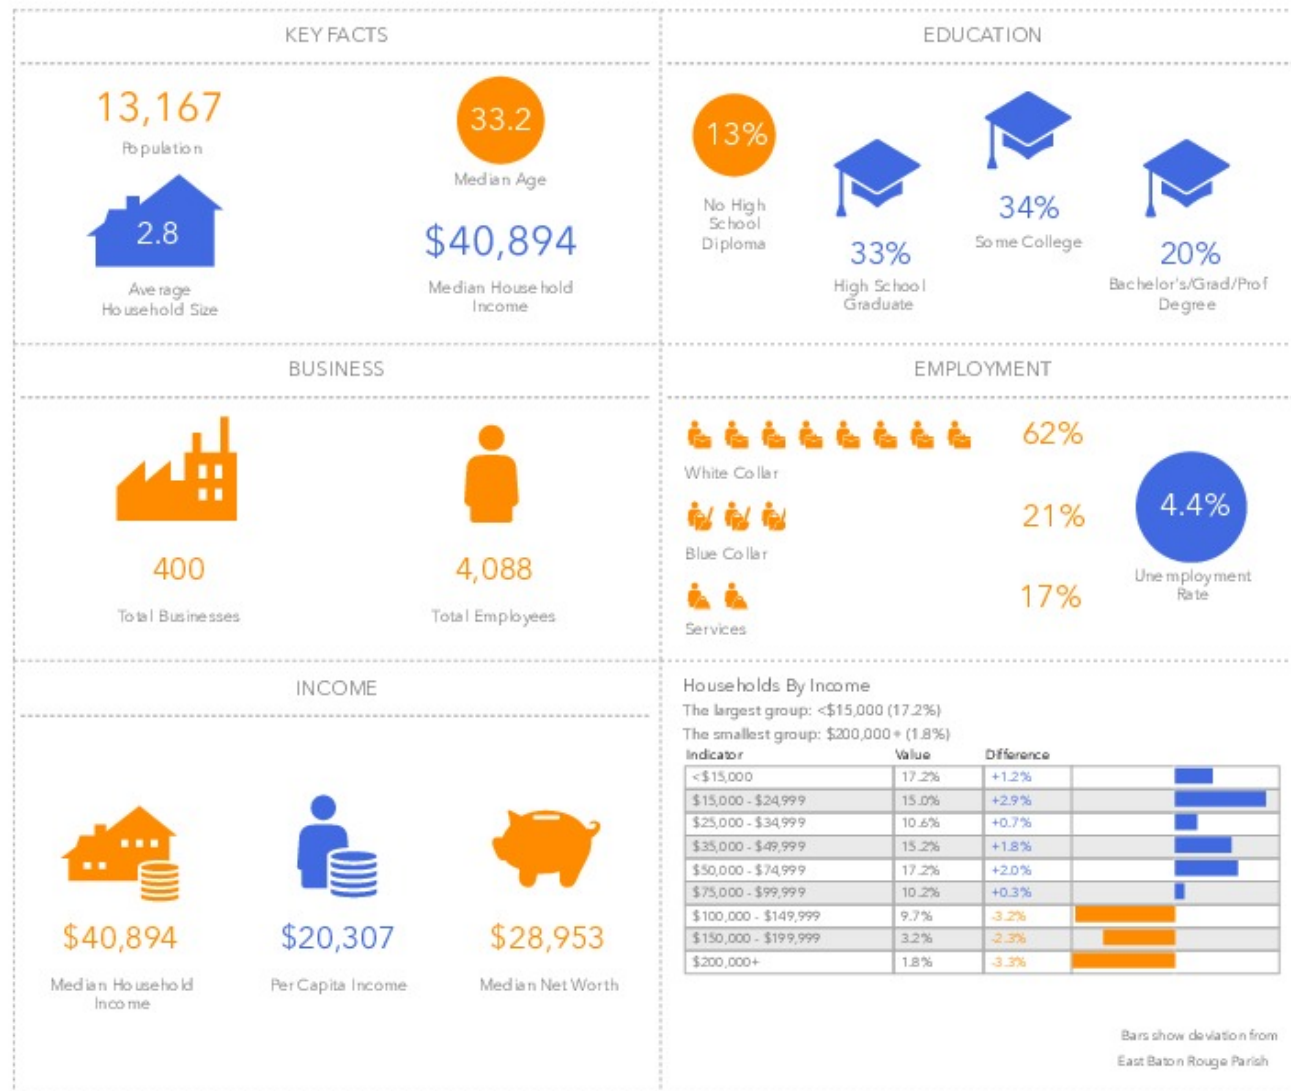 KEY FACTS
13,167
Population
33.2
Median Age
2.8
Average
Household Size
$40,894
Median Household
Income
EDUCATION
13%
No High
School
Diploma
33%
High School
Graduate
34%
Some College
20%
Bachelor's/Grad/Prof
Degree
BUSINESS
400
Total Businesses
4,088
Total Employees
EMPLOYMENT
62%
White Collar
21%
Blue Collar
17%
Services
4.4%
Unemployment
Rate
INCOME
$40,894
Median Household
Income
$20,307
Per Capita Income
$28,953
Median Net Worth
Households By Income
The largest group: <$15,000 (17.2%)
The smallest group: $200,000+ (1.8%)
Indicator Value Difference
<$15,000 17.2% +1.2%
$15,000 - $24,999 15.0% +2.9%
$25,000 - $34,999 10.6% +0.7%
$35,000 - $49,999 15.2% +1.8%
$50,000 - $74,999 17.2% +2.0%
$75,000 - $99,999 10.2% +0.3%
$100,000 - $149,999 9.7% -3.2%
$150,000 - $199,999 3.2% -2.3%
$200,000+ 1.8% -3.3%
Bars show deviation from
East Baton Rouge Parish